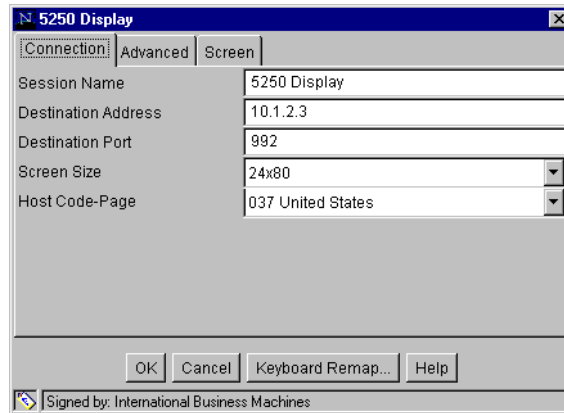 5250 Display
Connection Advanced Screen
Session Name 5250 Display
Destination Address 10.1.2.3
Destination Port 992
Screen Size 24x80
Host Code-Page 037 United States
OK Cancel Keyboard Remap... Help
Signed by: International Business Machines